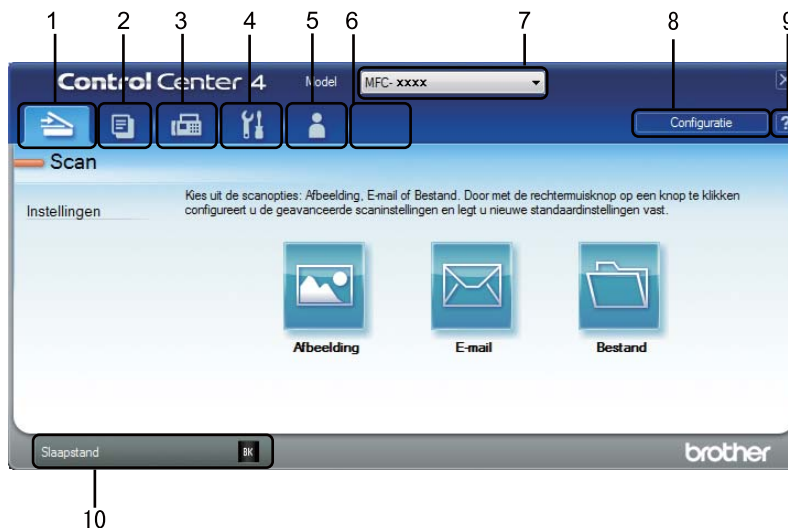 1 2 3 4 5 6 7 8 9
ControlCenter 4 Model MFC- xxxx
Configuratie ?
Scan
Instellingen
Kies uit de scanopties: Afbeelding, E-mail of Bestand. Door met de rechtermuisknop op een knop te klikken
configureert u de geavanceerde scaninstellingen en legt u nieuwe standaardinstellingen vast.
Afbeelding E-mail Bestand
Slaapstand BK brother
10